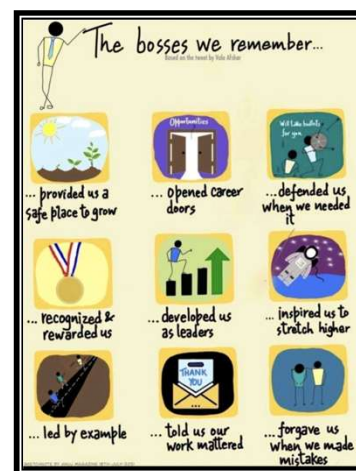 The bosses we remember...
Based on the tweet by Vala Afshar
Opportunities
Will take bullets
for you
... provided us a
safe place to grow
... opened career
doors
... defended us
when we needed
it
... recognized &
rewarded us
... developed us
as leaders
... inspired us to
stretch higher
THANK
YOU
... led by example
... told us our
work mattered
... forgave us
when we made
mistakes